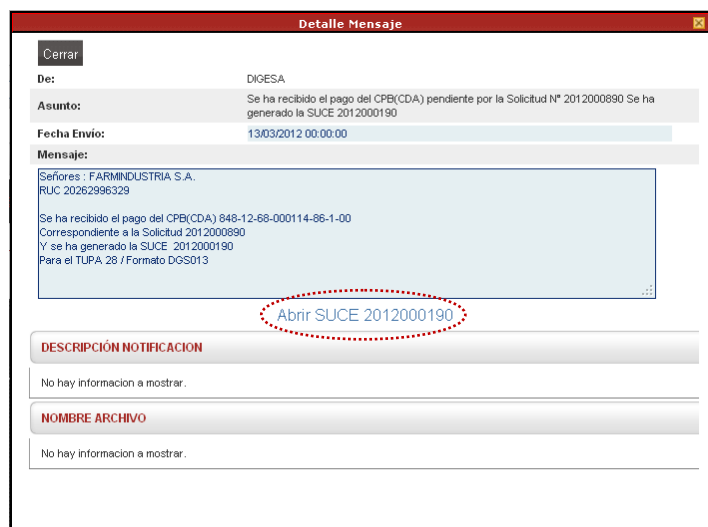 Detalle Mensaje
Cerrar
De: DIGESA
Asunto: Se ha recibido el pago del CPB(CDA) pendiente por la Solicitud N° 2012000890 Se ha
generado la SUCE 2012000190
Fecha Envío: 13/03/2012 00:00:00
Mensaje:
Señores : FARMINDUSTRIA S.A.
RUC 20262996329
Se ha recibido el pago del CPB(CDA) 848-12-68-000114-86-1-00
Correspondiente a la Solicitud 2012000890
Y se ha generado la SUCE 2012000190
Para el TUPA 28 / Formato DGS013
Abrir SUCE 2012000190
DESCRIPCIÓN NOTIFICACION
No hay informacion a mostrar.
NOMBRE ARCHIVO
No hay informacion a mostrar.